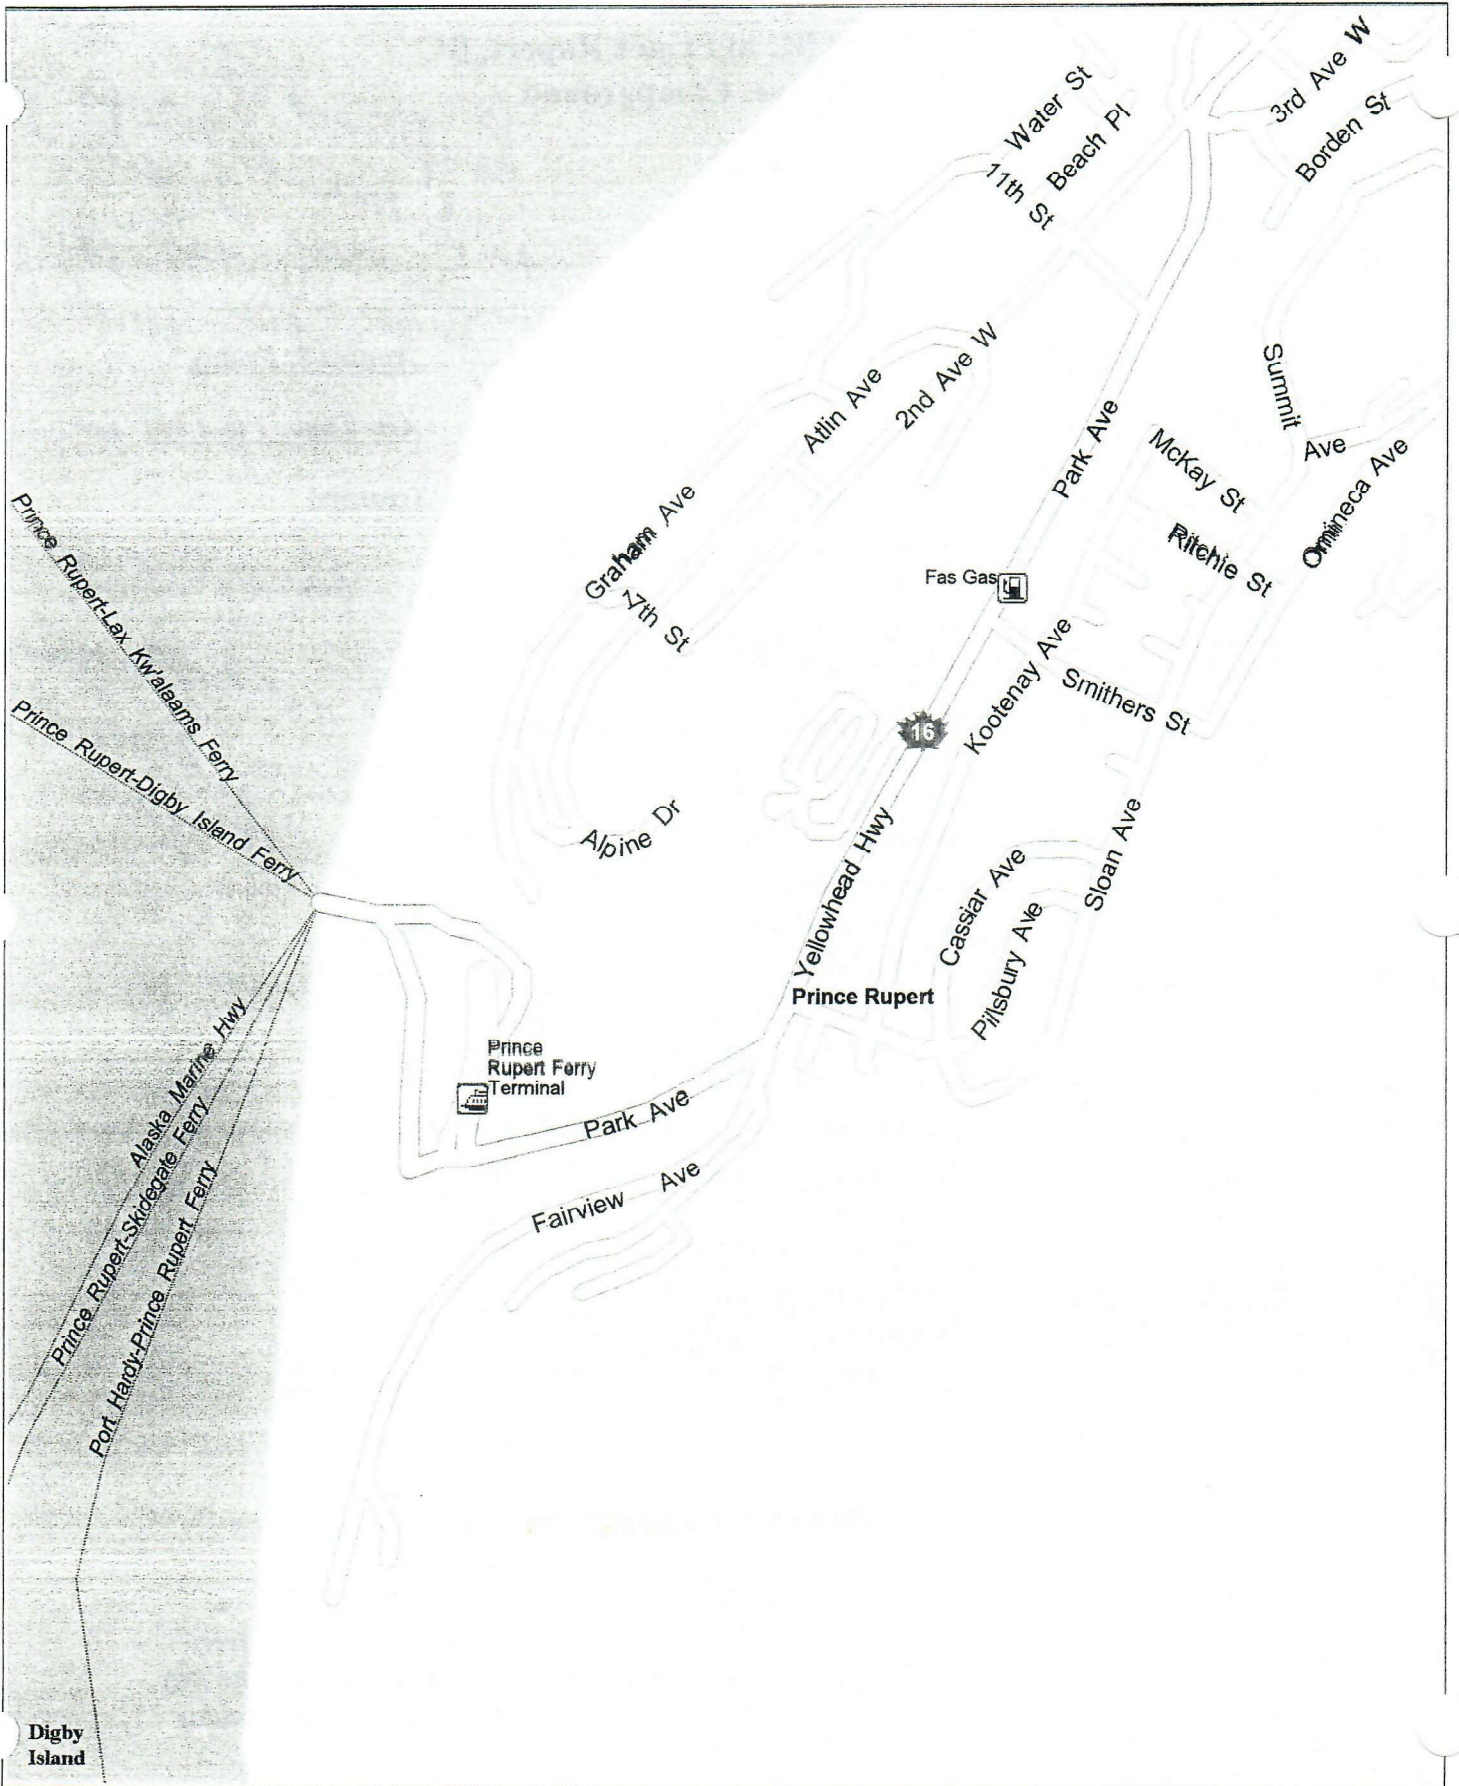 3rd Ave W
Water St
Borden St
Beach Pl
11th St
Summit Ave
Atlin Ave
2nd Ave W
Park Ave
McKay St
Omineca Ave
Graham Ave
Ritchie St
Prince Rupert-Lax Kw'alaams Ferry
Fas Gas
17th St
Kootenay Ave
Smithers St
Prince Rupert-Digby Island Ferry
16
Alpine Dr
Yellowhead Hwy
Sloan Ave
Cassiar Ave
Pillsbury Ave
Prince Rupert
Alaska Marine Hwy
Prince
Rupert Ferry
Terminal
Park Ave
Prince Rupert-Skidegate Ferry
Fairview Ave
Port Hardy-Prince Rupert Ferry
Digby
Island